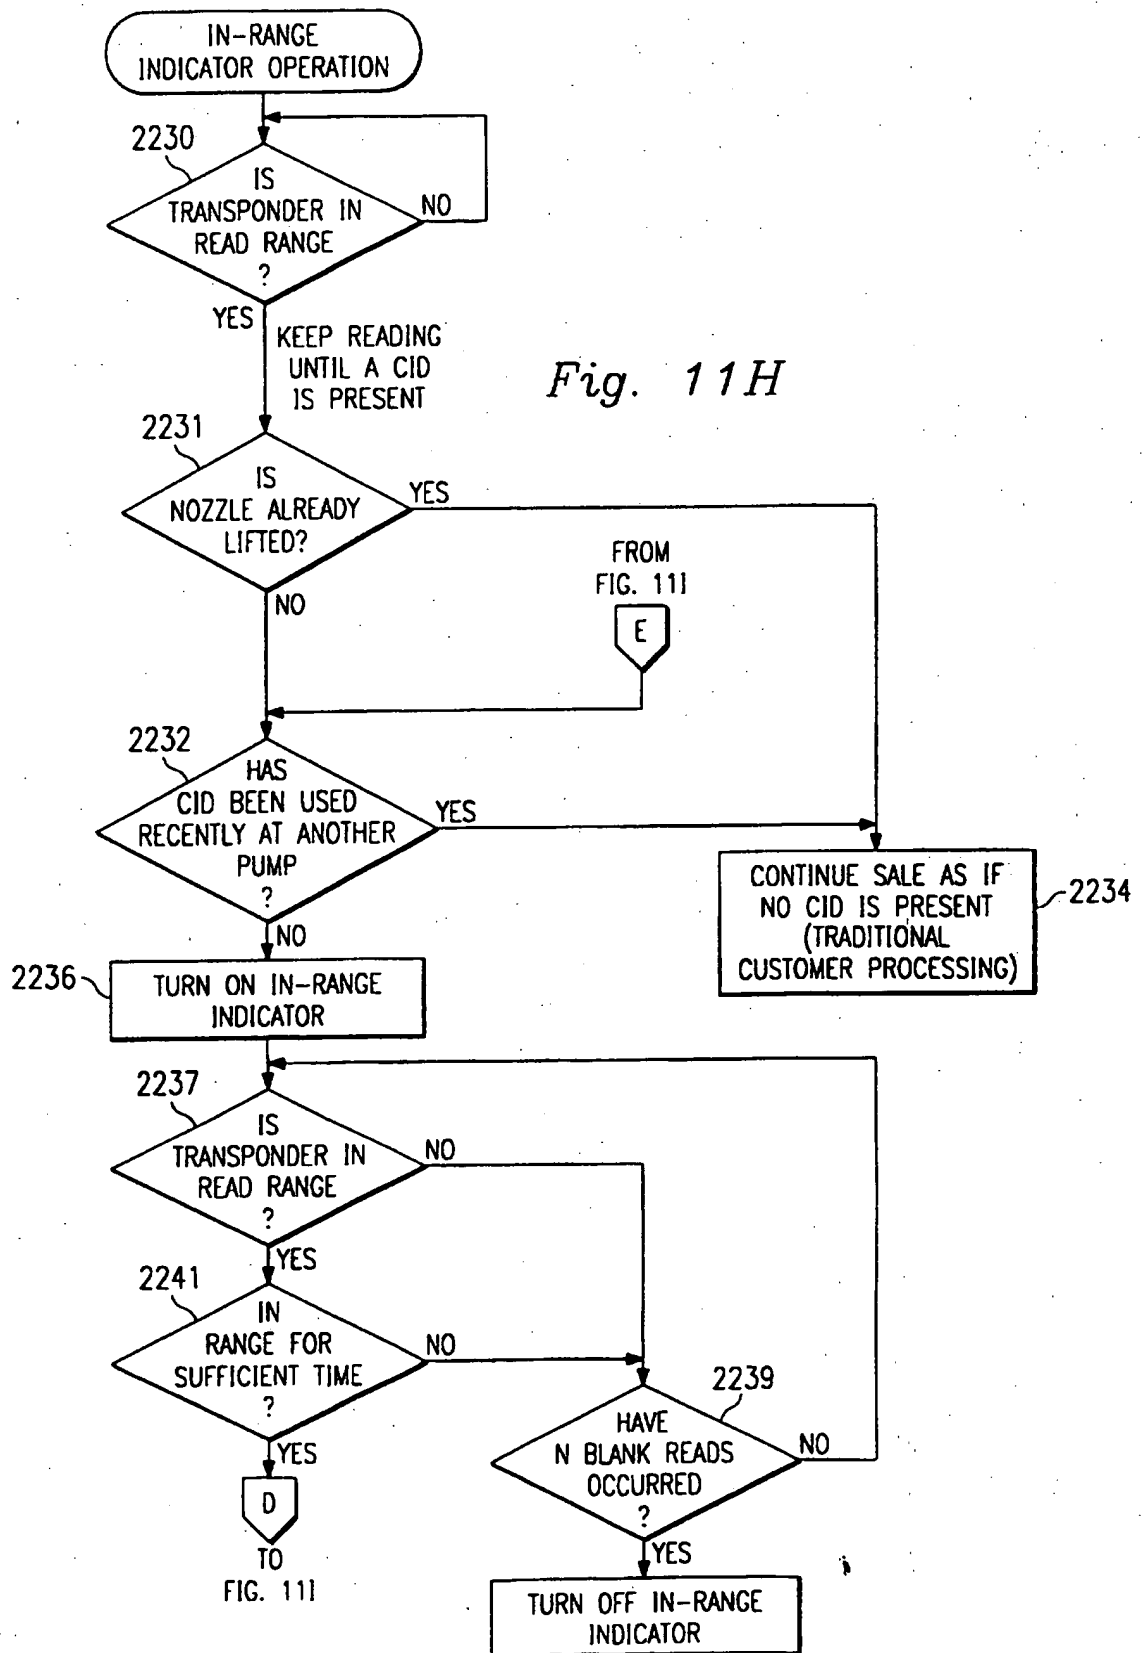 IN-RANGE
INDICATOR OPERATION
2230
IS
TRANSPONDER IN
READ RANGE
?
NO
YES
KEEP READING
UNTIL A CID
IS PRESENT
Fig. 11H
2231
IS
NOZZLE ALREADY
LIFTED?
YES
NO
FROM
FIG. 11I
E
2232
HAS
CID BEEN USED
RECENTLY AT ANOTHER
PUMP
?
YES
NO
CONTINUE SALE AS IF
NO CID IS PRESENT
(TRADITIONAL
CUSTOMER PROCESSING)
2234
2236
TURN ON IN-RANGE
INDICATOR
2237
IS
TRANSPONDER IN
READ RANGE
?
NO
YES
2241
IN
RANGE FOR
SUFFICIENT TIME
?
NO
YES
D
TO
FIG. 11I
2239
HAVE
N BLANK READS
OCCURRED
?
NO
YES
TURN OFF IN-RANGE
INDICATOR